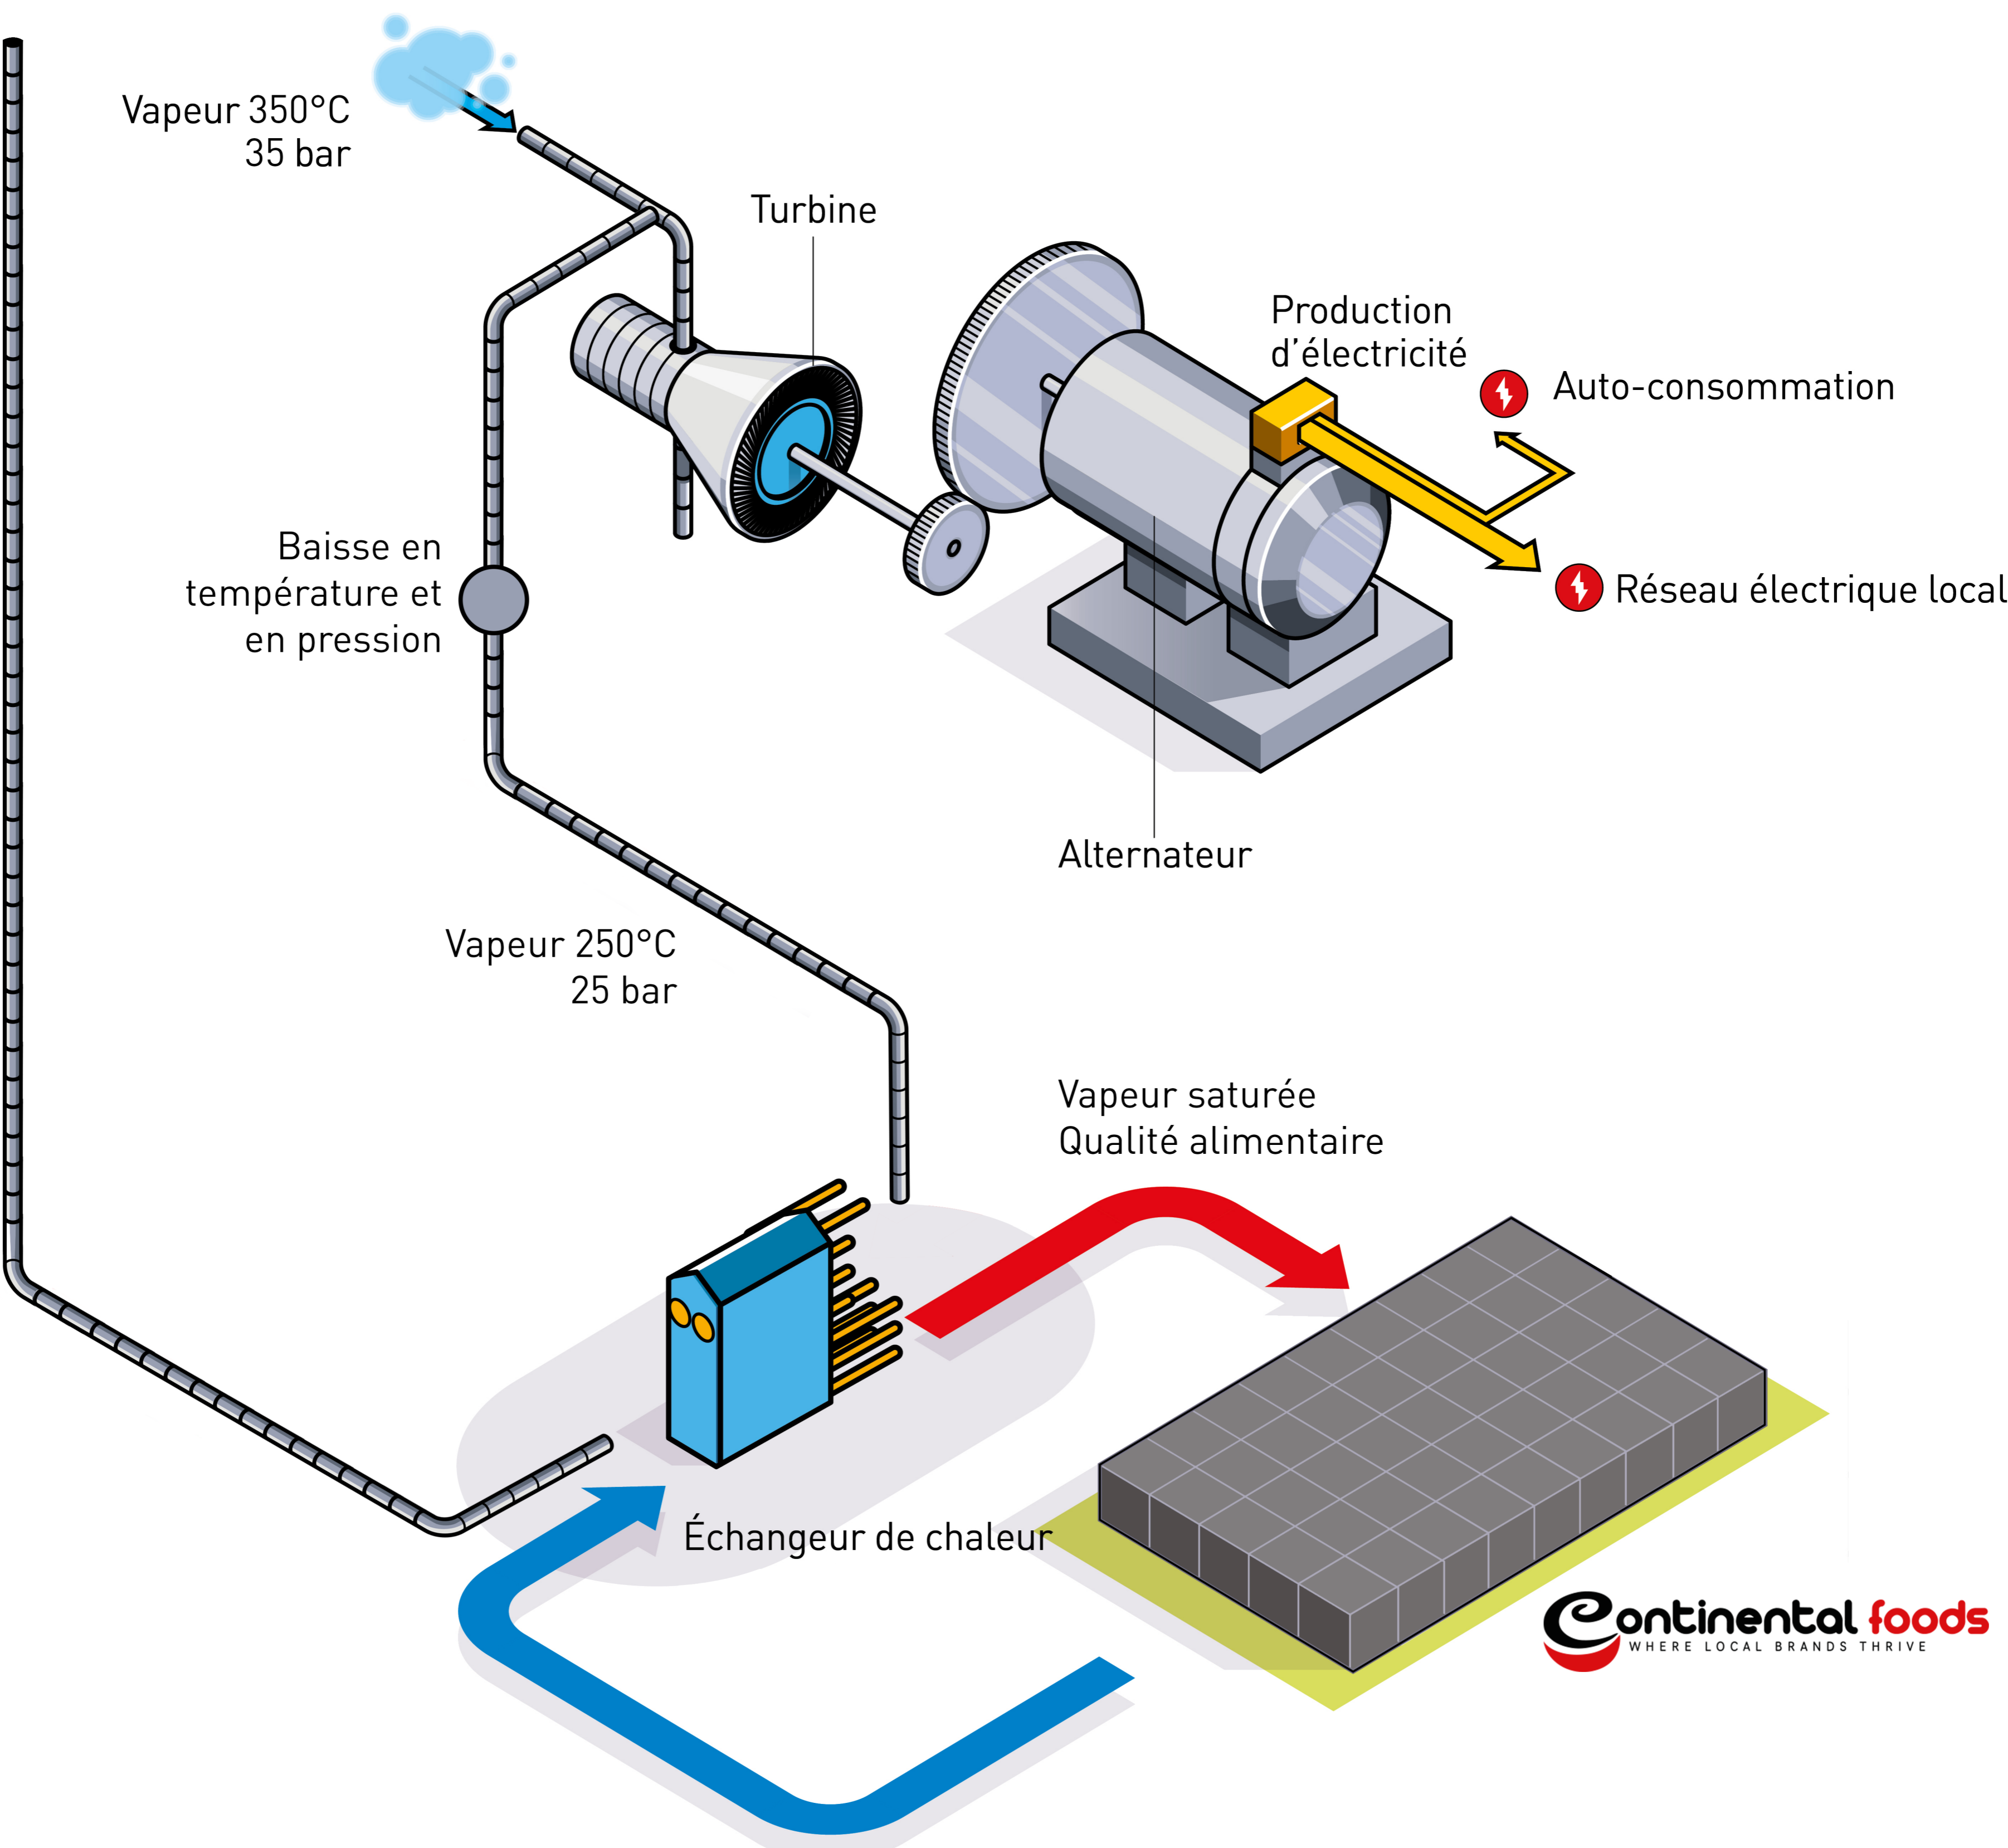 Vapeur 350°C
35 bar
Turbine
Production
d'électricité
Auto-consommation
Baisse en
température et
en pression
Réseau électrique local
Alternateur
Vapeur 250°C
25 bar
Vapeur saturée
Qualité alimentaire
Échangeur de chaleur
Continental foods
WHERE LOCAL BRANDS THRIVE